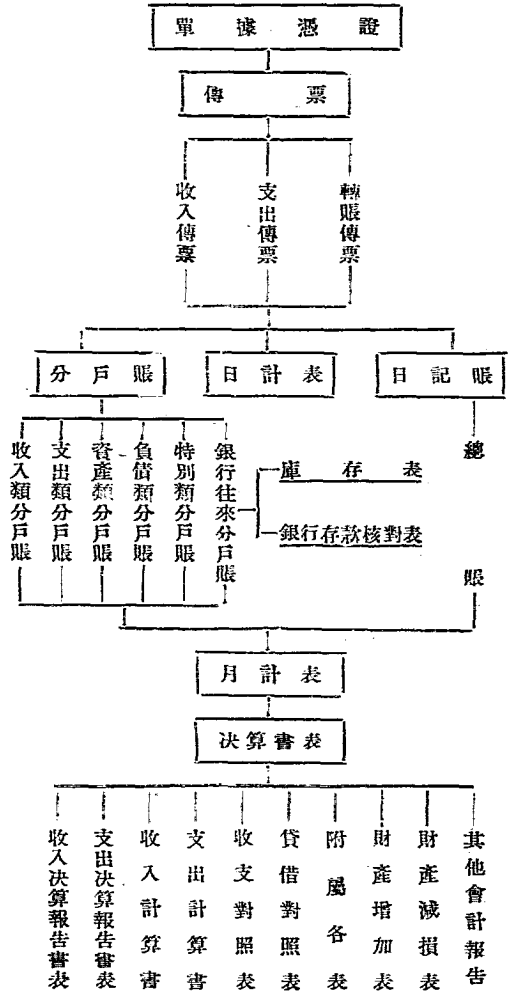 單據憑證
傳票
收入傳票
支出傳票
轉賬傳票
分戶賬
日計表
日記賬
收入類分戶賬
支出類分戶賬
資產類分戶賬
負債類分戶賬
特別類分戶賬
銀行往來分戶賬
庫存表
銀行存款核對表
總賬
月計表
決算書表
收入決算報告書表
支出決算報告書表
收入計算書
支出計算書
收支對照表
貸借對照表
附屬各表
財產增加表
財產減損表
其他會計報告